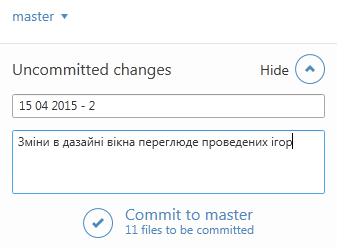 master
Uncommitted changes
Hide
15 04 2015 - 2
Зміни в дазайні вікна переглюде проведених ігор
Commit to master
11 files to be committed